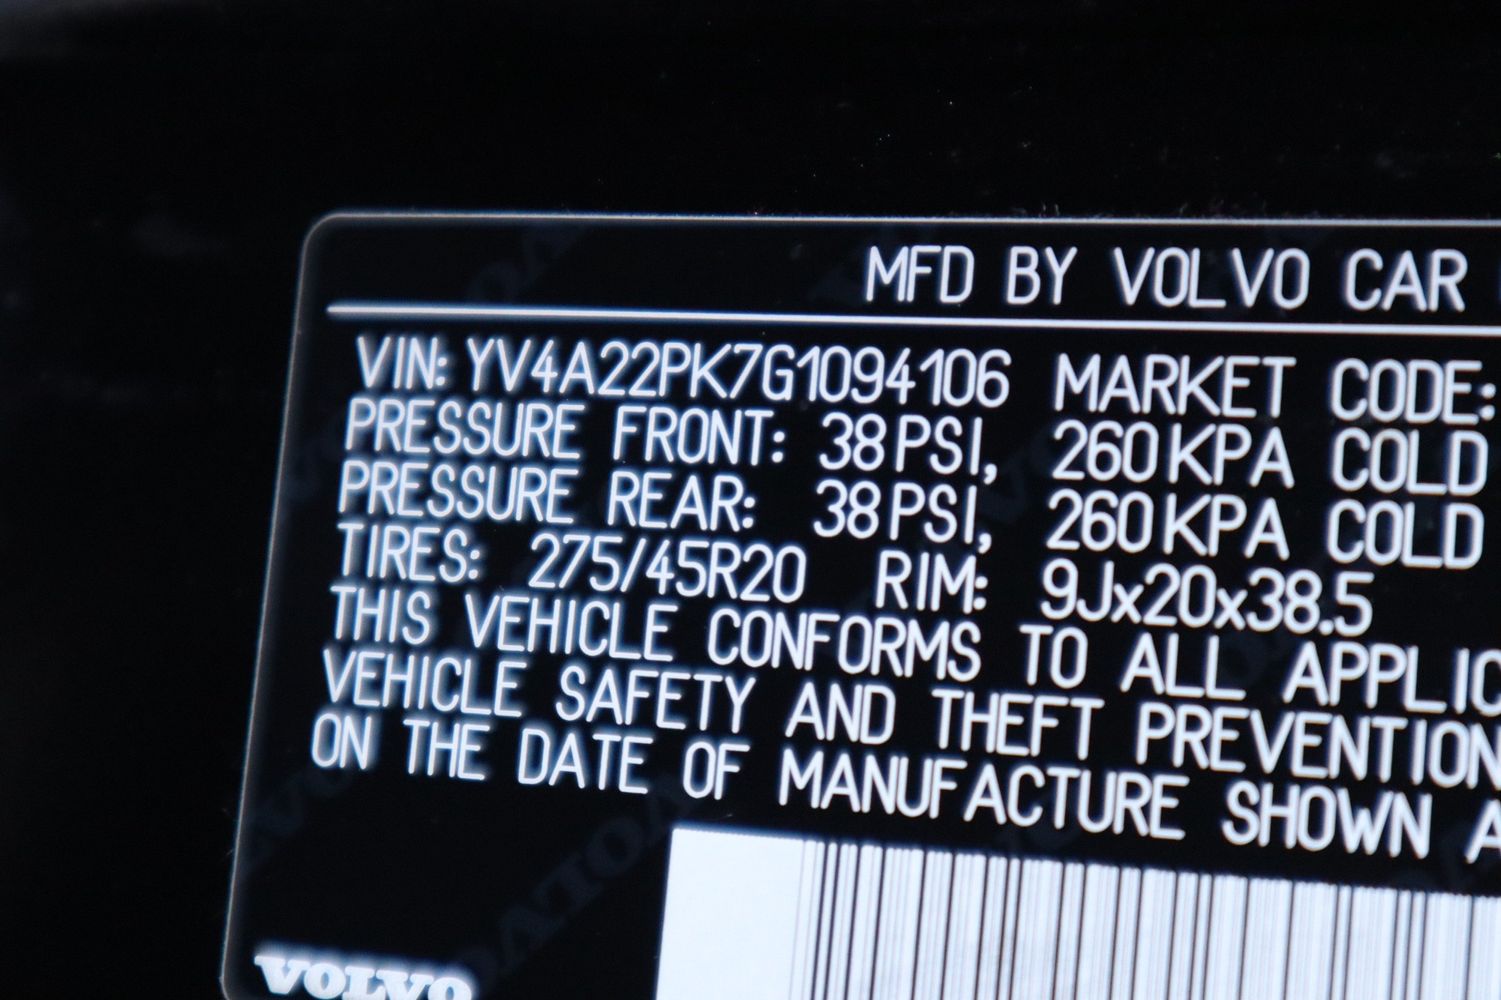 MFD BY VOLVO CAR
VIN: YV4A22PK7G1094106 MARKET CODE:
PRESSURE FRONT: 38PSI, 260KPA COLD
PRESSURE REAR: 38PSI, 260KPA COLD
TIRES: 275/45R20 RIM: 9Jx20x38.5
THIS VEHICLE CONFORMS TO ALL APPLIC
VEHICLE SAFETY AND THEFT PREVENTION
ON THE DATE OF MANUFACTURE SHOWN A
VOLVO